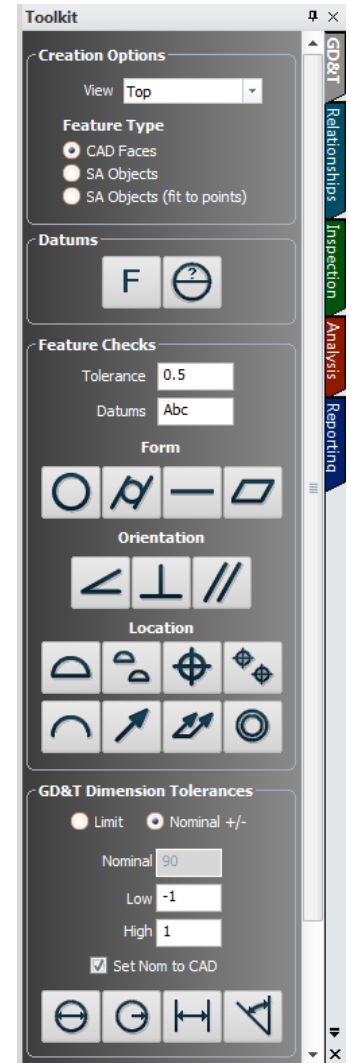 Toolkit
Creation Options
View Top
Feature Type
CAD Faces
SA Objects
SA Objects (fit to points)
Datums
F
?
Feature Checks
Tolerance 0.5
Datums Abc
Form
Orientation
Location
GD&T Dimension Tolerances
Limit Nominal +/-
Nominal 90
Low -1
High 1
Set Nom to CAD
GD&T
Relationships
Inspection
Analysis
Reporting